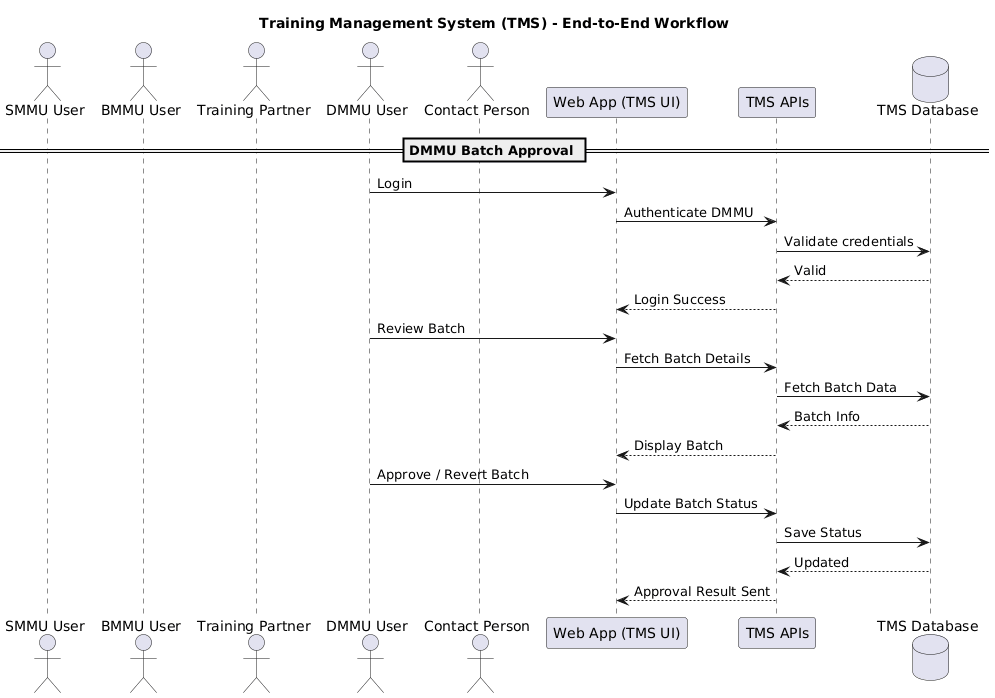 Training Management System (TMS) - End-to-End Workflow
SMMU User
BMMU User
Training Partner
DMMU User
Contact Person
Web App (TMS UI)
TMS APIs
TMS Database
DMMU Batch Approval
Login
Authenticate DMMU
Validate credentials
Valid
Login Success
Review Batch
Fetch Batch Details
Fetch Batch Data
Batch Info
Display Batch
Approve / Revert Batch
Update Batch Status
Save Status
Updated
Approval Result Sent
SMMU User
BMMU User
Training Partner
DMMU User
Contact Person
Web App (TMS UI)
TMS APIs
TMS Database